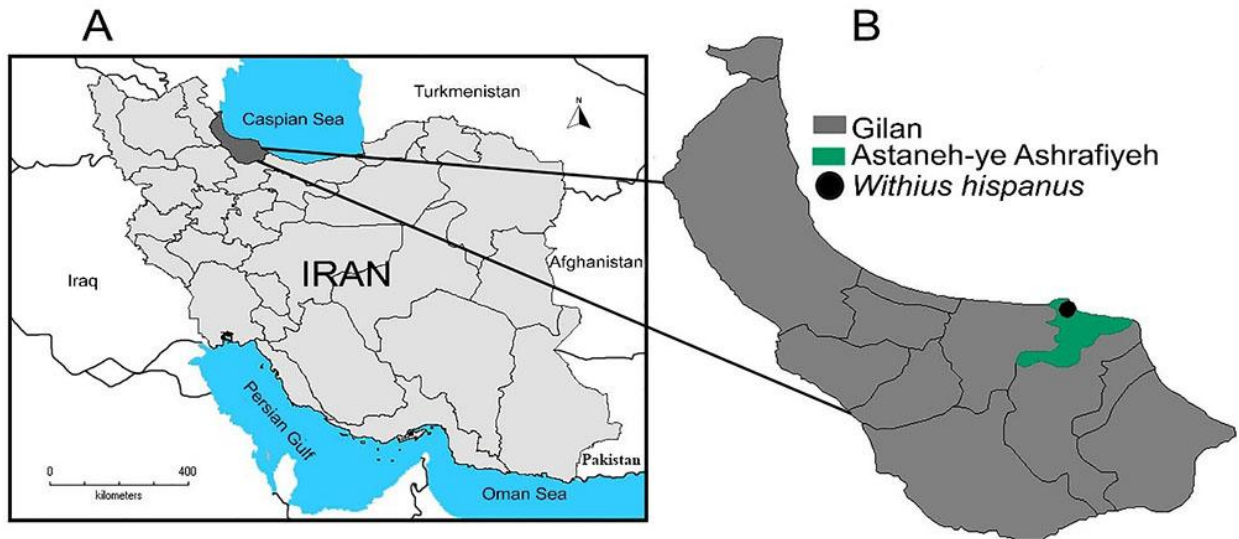 A
B
Turkmenistan
N
Caspian Sea
Gilan
Astaneh-ye Ashrafiyeh
Withius hispanus
Iraq
IRAN
Afghanistan
Persian Gulf
0 400
kilometers
Pakistan
Oman Sea